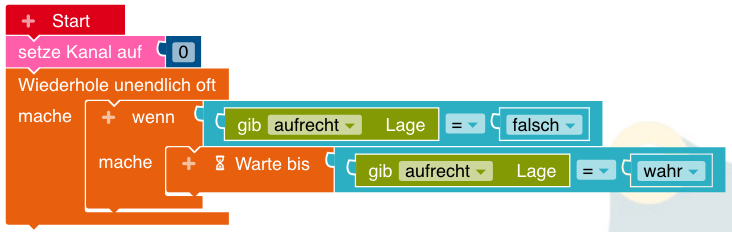 + Start
setze Kanal auf 0
Wiederhole unendlich oft
mache + wenn gib aufrecht Lage = falsch
mache + Warte bis gib aufrecht Lage = wahr